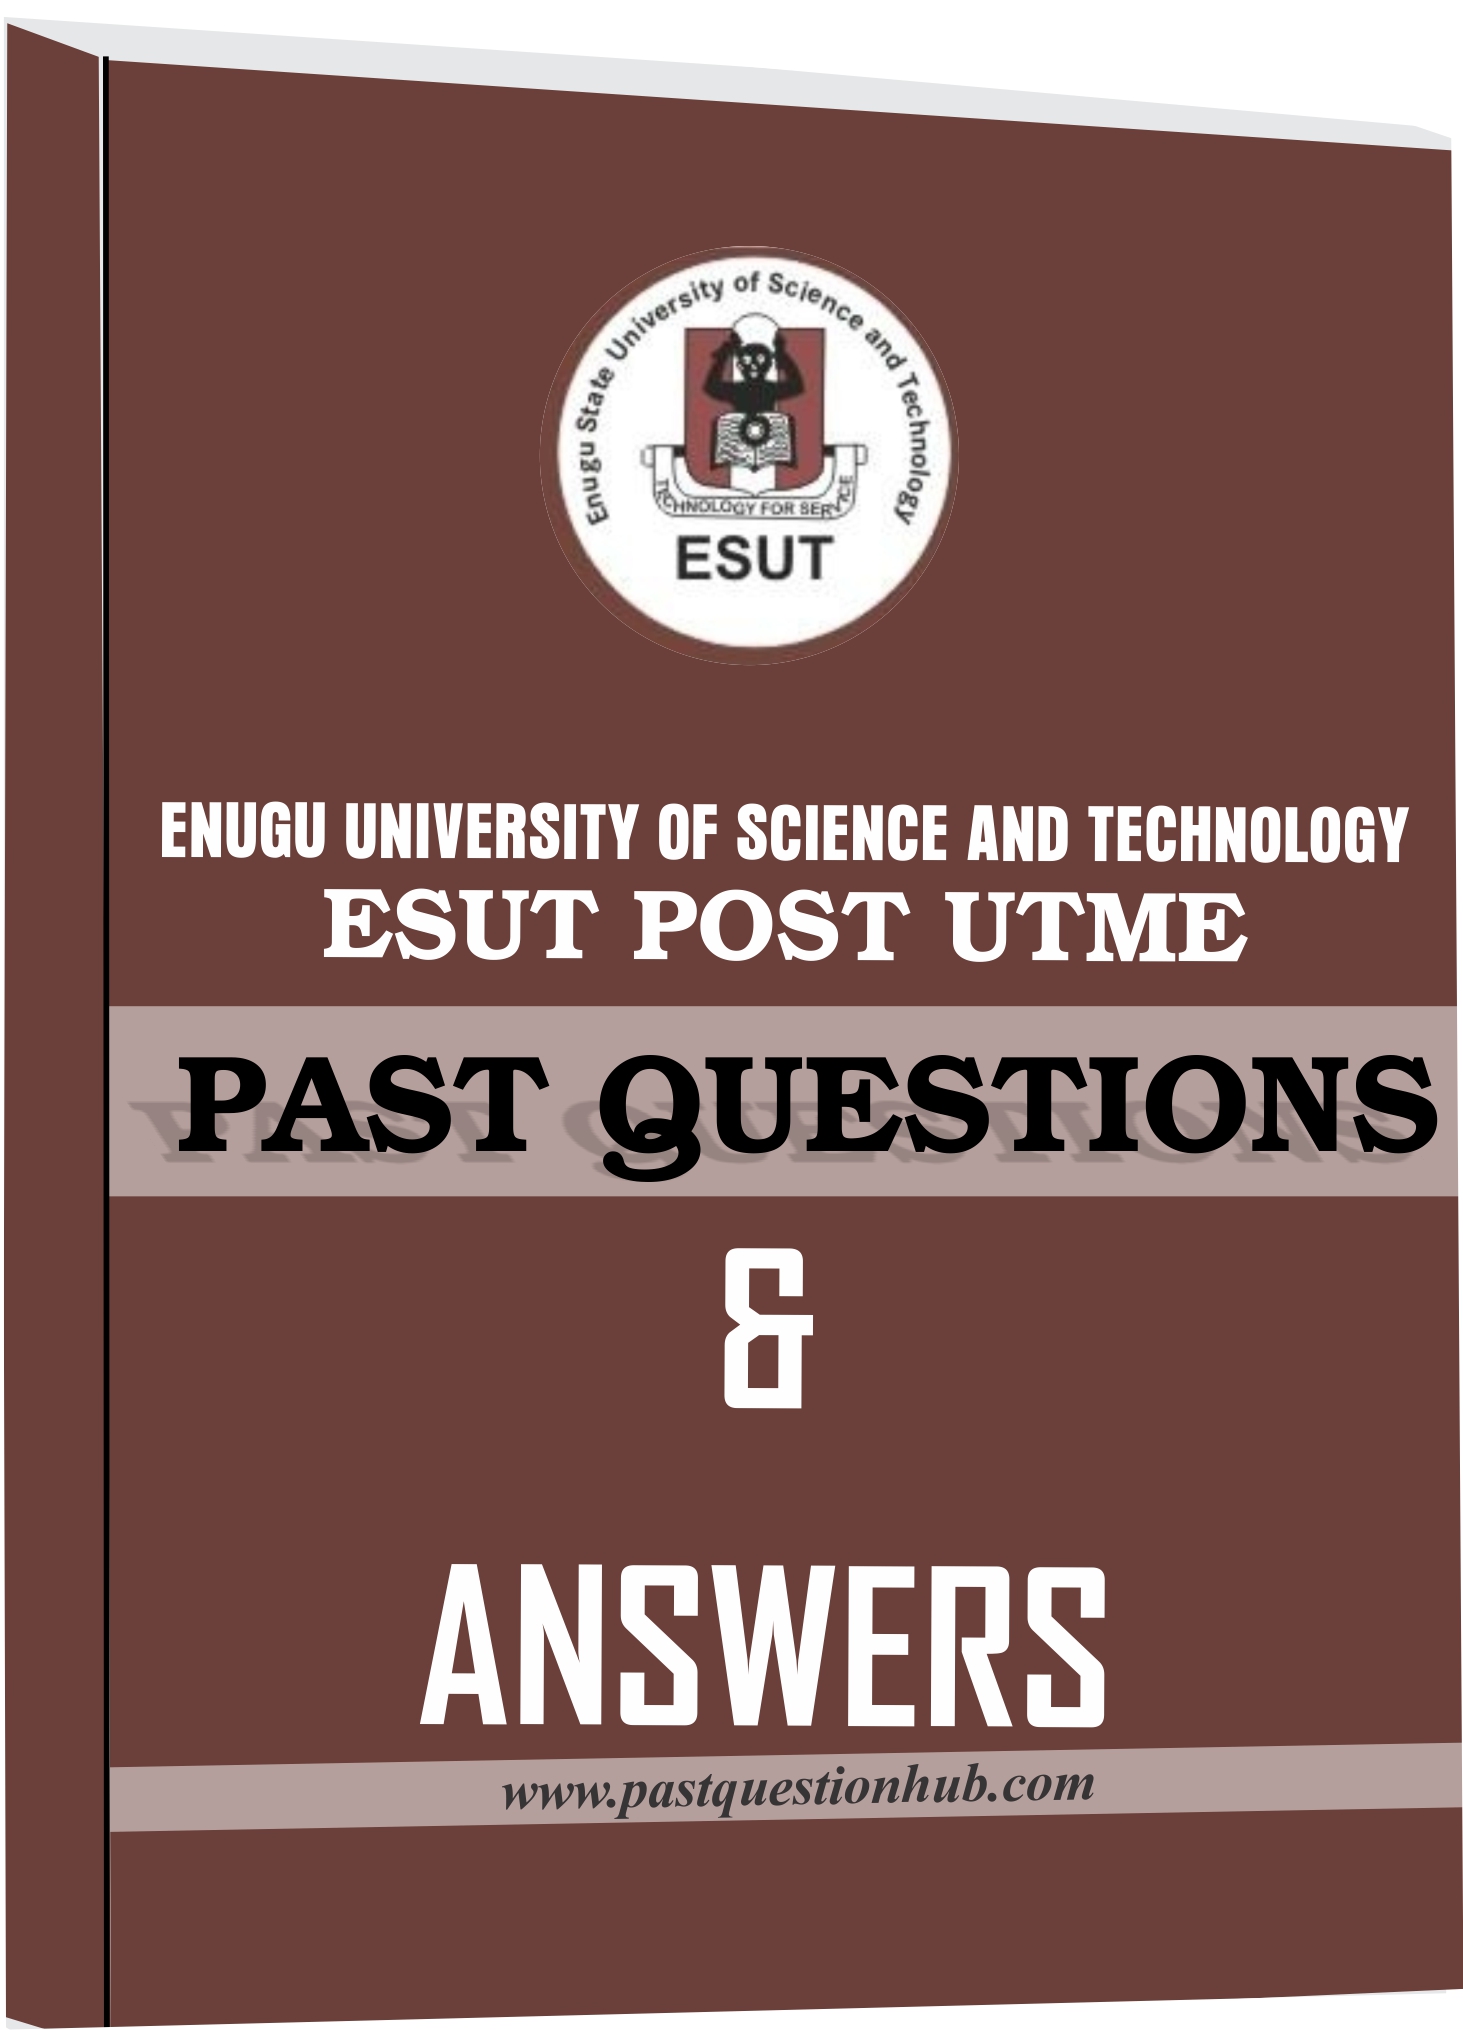 Enugu State University of Science and Technology
TECHNOLOGY FOR SERVICE
ESUT
ENUGU UNIVERSITY OF SCIENCE AND TECHNOLOGY
ESUT POST UTME
PAST QUESTIONS
&
ANSWERS
www.pastquestionhub.com